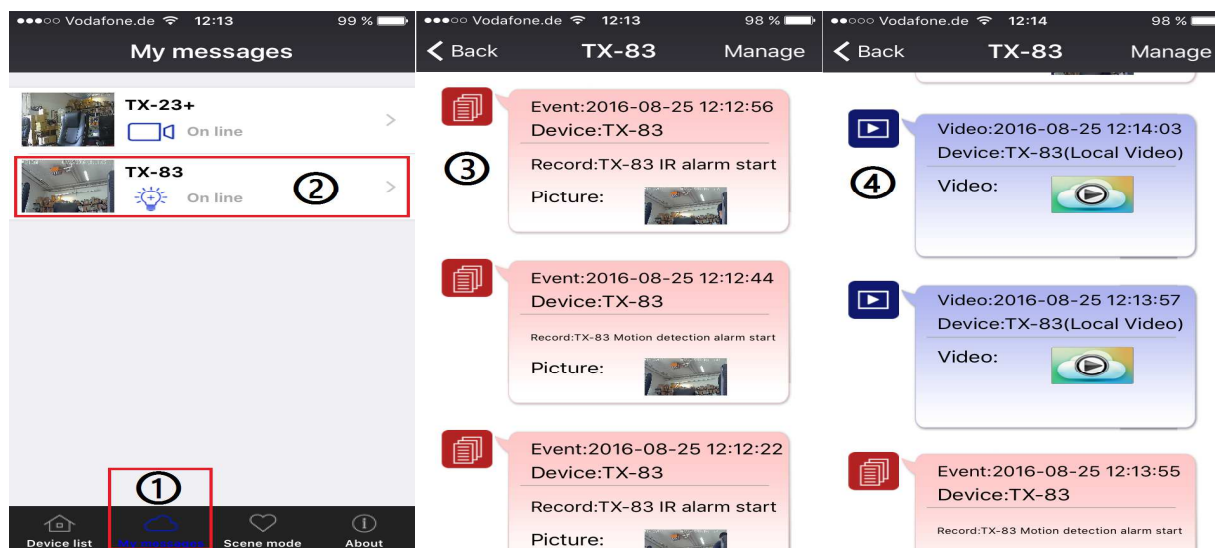 Vodafone.de 12:13 99 %
My messages
TX-23+
On line
TX-83
On line
2
1
Device list My messages Scene mode About
Vodafone.de 12:13 98 %
Back TX-83 Manage
Event:2016-08-25 12:12:56
Device:TX-83
3
Record:TX-83 IR alarm start
Picture:
Event:2016-08-25 12:12:44
Device:TX-83
Record:TX-83 Motion detection alarm start
Picture:
Event:2016-08-25 12:12:22
Device:TX-83
Record:TX-83 IR alarm start
Picture:
Vodafone.de 12:14 98 %
Back TX-83 Manage
Video:2016-08-25 12:14:03
Device:TX-83(Local Video)
4
Video:
Video:2016-08-25 12:13:57
Device:TX-83(Local Video)
Video:
Event:2016-08-25 12:13:55
Device:TX-83
Record:TX-83 Motion detection alarm start